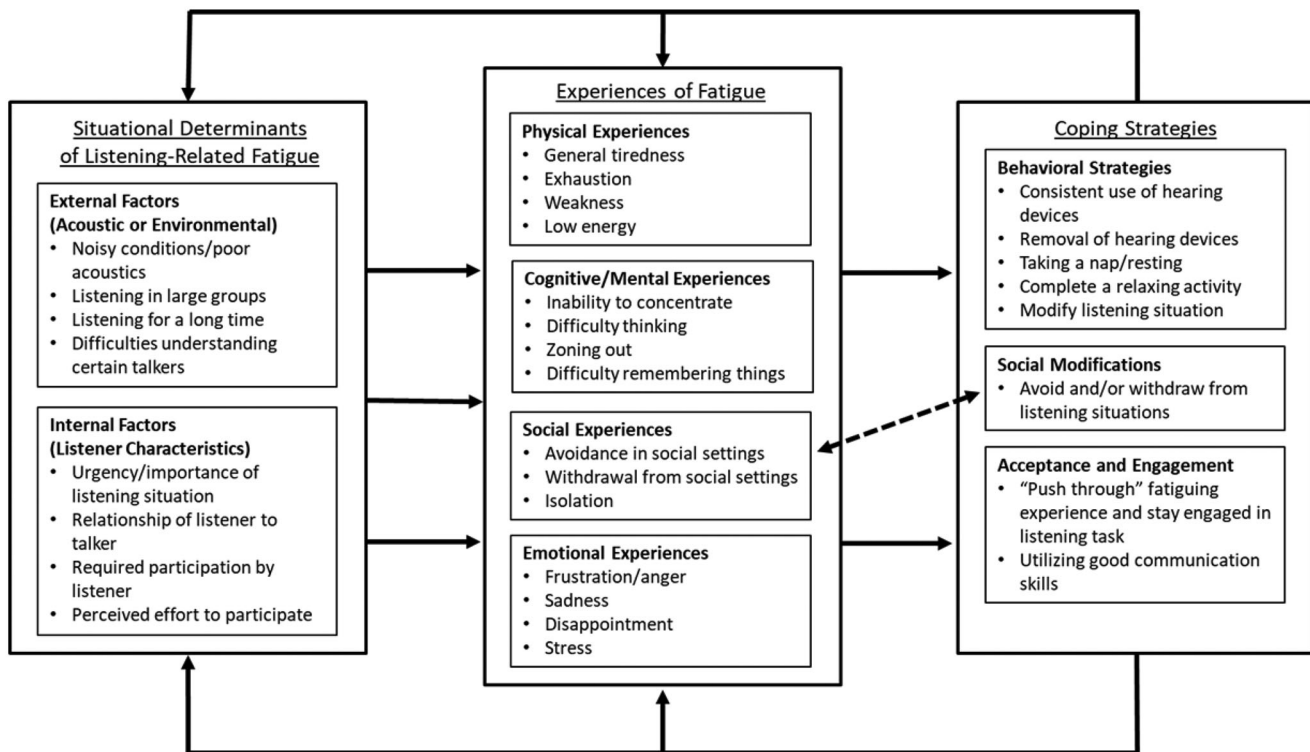 Situational Determinants
of Listening-Related Fatigue
External Factors
(Acoustic or Environmental)
• Noisy conditions/poor
acoustics
• Listening in large groups
• Listening for a long time
• Difficulties understanding
certain talkers
Internal Factors
(Listener Characteristics)
• Urgency/importance of
listening situation
• Relationship of listener to
talker
• Required participation by
listener
• Perceived effort to participate
Experiences of Fatigue
Physical Experiences
• General tiredness
• Exhaustion
• Weakness
• Low energy
Cognitive/Mental Experiences
• Inability to concentrate
• Difficulty thinking
• Zoning out
• Difficulty remembering things
Social Experiences
• Avoidance in social settings
• Withdrawal from social settings
• Isolation
Emotional Experiences
• Frustration/anger
• Sadness
• Disappointment
• Stress
Coping Strategies
Behavioral Strategies
• Consistent use of hearing
devices
• Removal of hearing devices
• Taking a nap/resting
• Complete a relaxing activity
• Modify listening situation
Social Modifications
• Avoid and/or withdraw from
listening situations
Acceptance and Engagement
• “Push through” fatiguing
experience and stay engaged in
listening task
• Utilizing good communication
skills